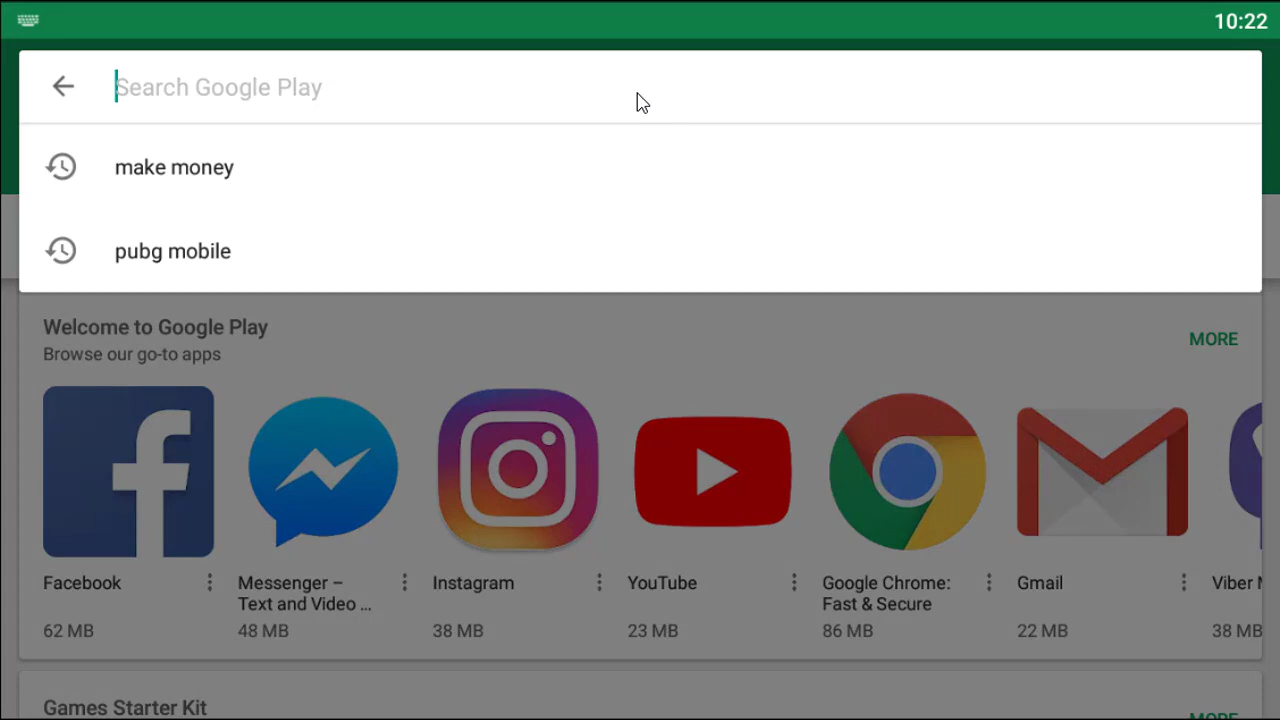 10:22
Search Google Play
make money
pubg mobile
Welcome to Google Play
Browse our go-to apps
MORE
Facebook
62 MB
Messenger –
Text and Video ...
48 MB
Instagram
38 MB
YouTube
23 MB
Google Chrome:
Fast & Secure
86 MB
Gmail
22 MB
Viber
38 MB
Games Starter Kit
MORE